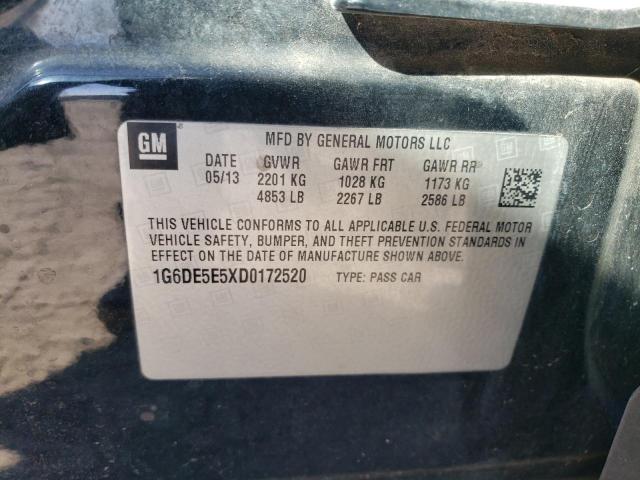 GM MFD BY GENERAL MOTORS LLC
DATE GVWR GAWR FRT GAWR RR
05/13 2201 KG 1028 KG 1173 KG
4853 LB 2267 LB 2586 LB
THIS VEHICLE CONFORMS TO ALL APPLICABLE U.S. FEDERAL MOTOR
VEHICLE SAFETY, BUMPER, AND THEFT PREVENTION STANDARDS IN
EFFECT ON THE DATE OF MANUFACTURE SHOWN ABOVE.
1G6DE5E5XD0172520 TYPE: PASS CAR